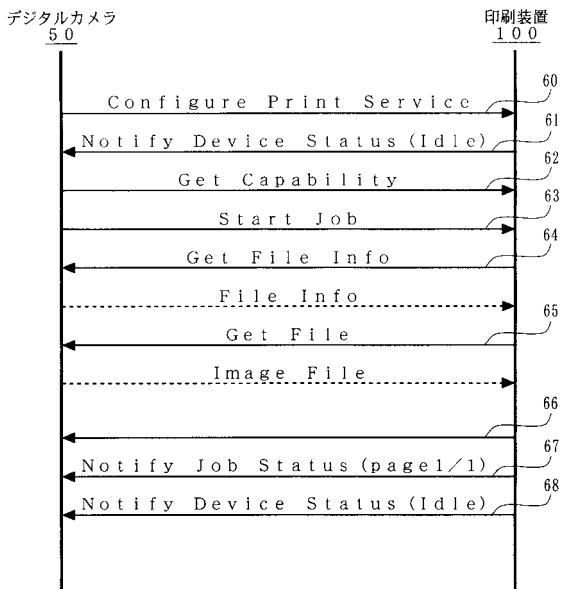 デジタルカメラ
50
印刷装置
100
60
Configure Print Service
61
Notify Device Status(Idle)
62
Get Capability
63
Start Job
64
Get File Info
File Info
65
Get File
Image File
66
67
Notify Job Status(page1/1)
68
Notify Device Status(Idle)